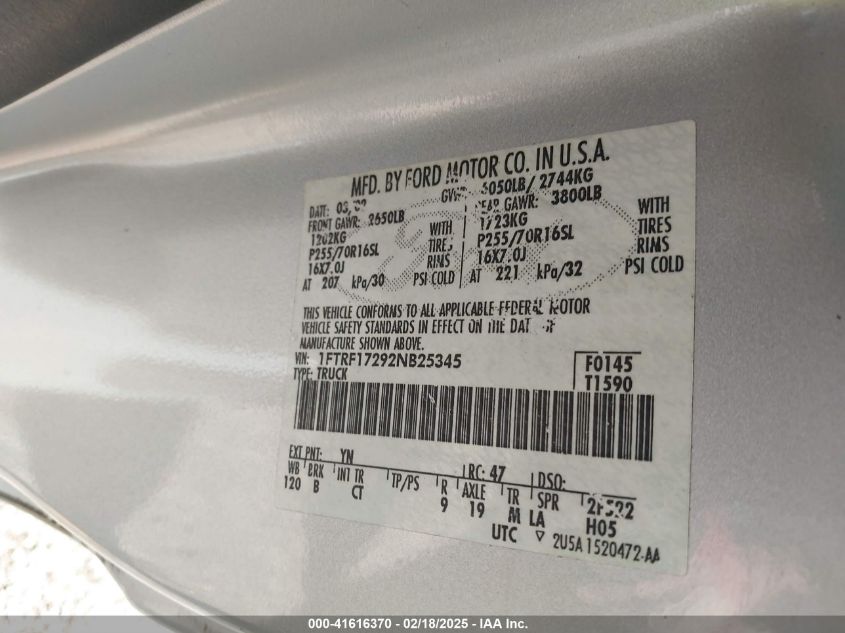 MFD. BY FORD MOTOR CO. IN U.S.A.
DATE: 03/02 GVWR: 6050LB/2744KG
FRONT GAWR: 2650LB REAR GAWR: 3800LB
1202KG WITH 1723KG WITH
P255/70R16SL TIRES P255/70R16SL TIRES
16X7.0J RIMS 16X7.0J RIMS
AT 207 kPa/30 PSI COLD AT 221 kPa/32 PSI COLD
THIS VEHICLE CONFORMS TO ALL APPLICABLE FEDERAL MOTOR
VEHICLE SAFETY STANDARDS IN EFFECT ON THE DATE OF
MANUFACTURE SHOWN ABOVE.
VIN: 1FTRF17292NB25345 F0145
TYPE: TRUCK T1590
EXT PNT: YN RC: 47 DSO:
WB BRK INT TR TP/PS R AXLE TR SPR
120 B CT 9 19 M LA H05
UTC ▽ 2U5A 1520472-AA
000-41616370 - 02/18/2025 - IAA Inc.